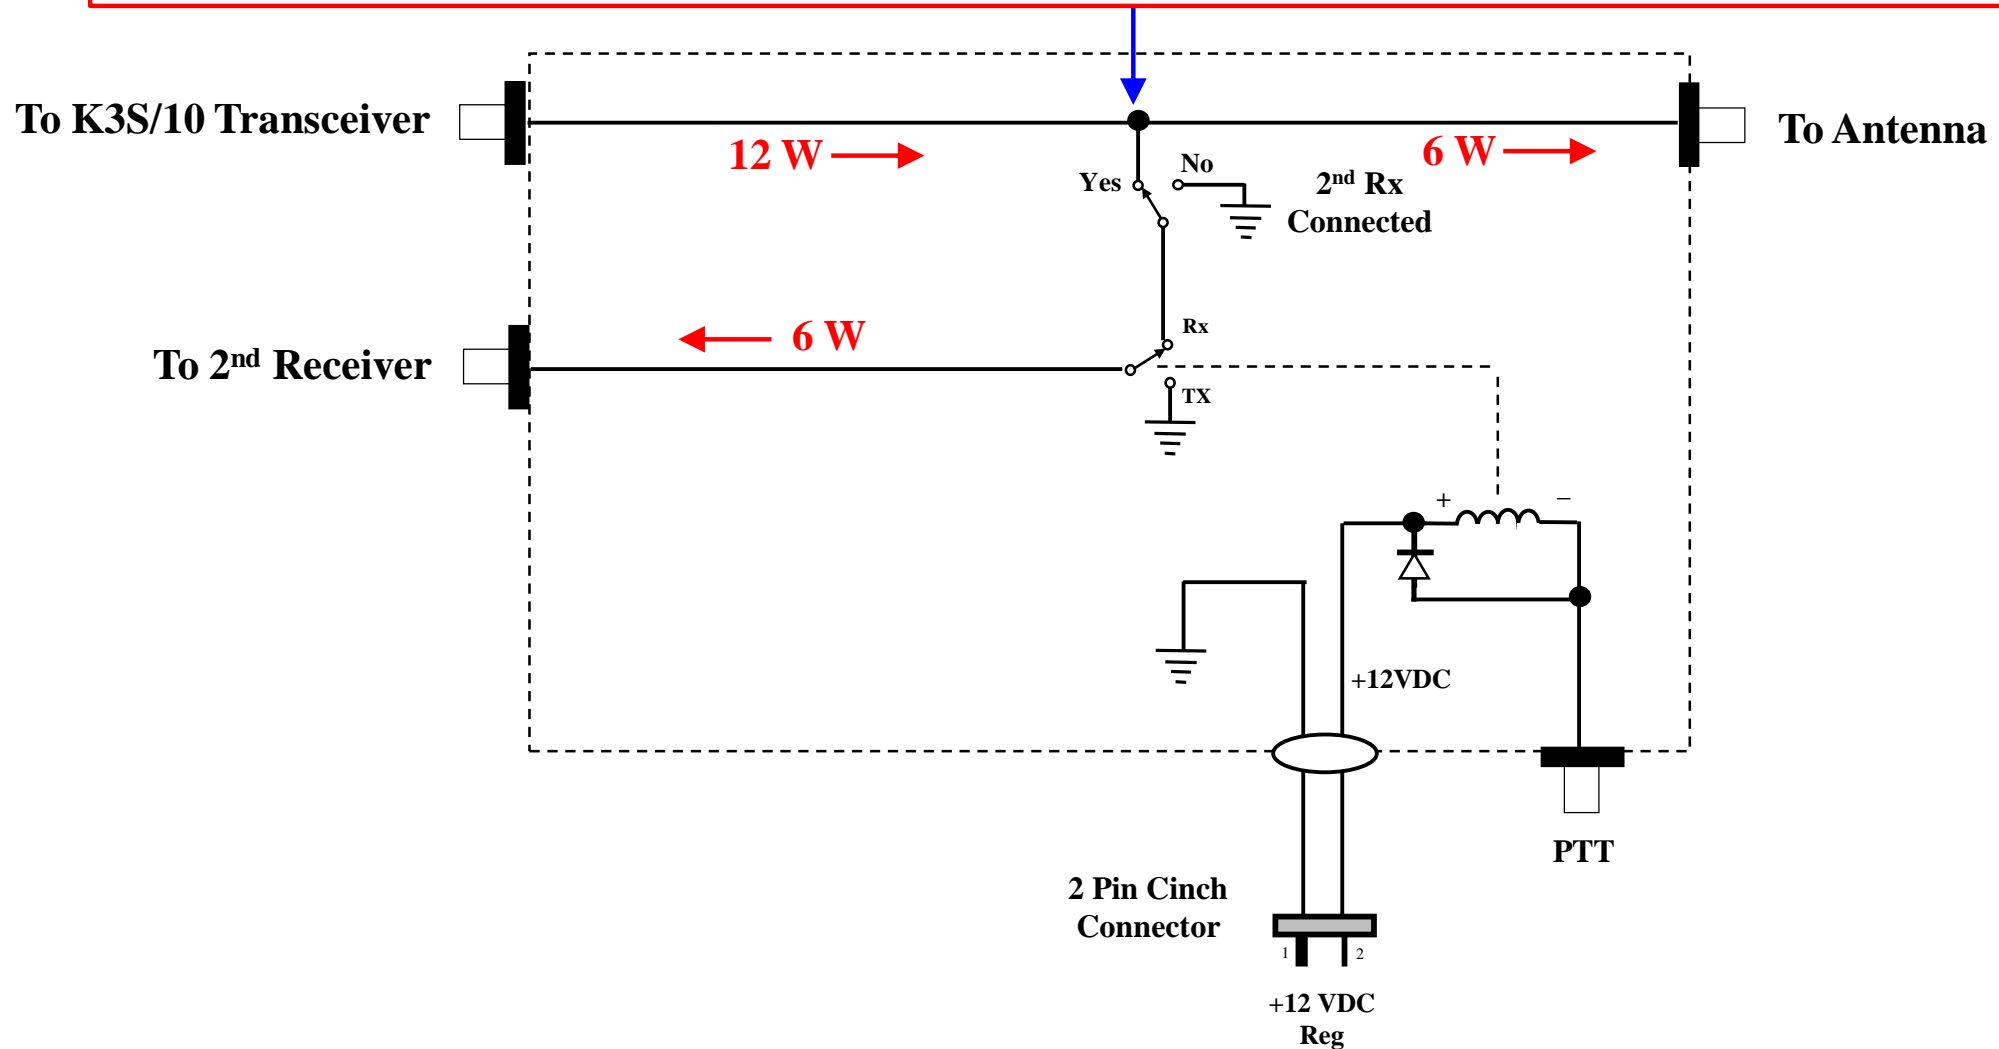 To K3S/10 Transceiver
To Antenna
12 W
6 W
No
Yes
2nd Rx
Connected
Rx
6 W
To 2nd Receiver
TX
+ −
+12VDC
PTT
2 Pin Cinch
Connector
1 2
+12 VDC
Reg